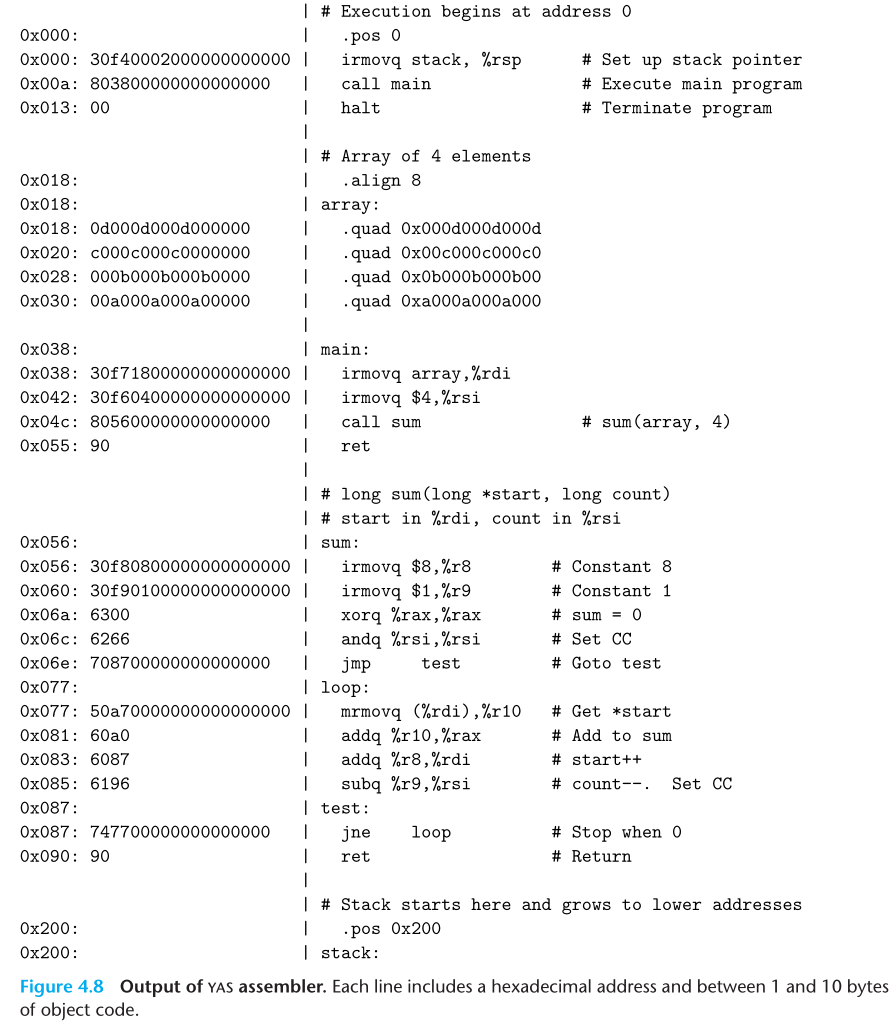 | # Execution begins at address 0
0x000: | .pos 0
0x000: 30f40002000000000000 | irmovq stack, %rsp # Set up stack pointer
0x00a: 803800000000000000 | call main # Execute main program
0x013: 00 | halt # Terminate program
|
| # Array of 4 elements
0x018: | .align 8
0x018: | array:
0x018: 0d000d000d000000 | .quad 0x000d000d000d
0x020: c000c000c0000000 | .quad 0x00c000c000c0
0x028: 000b000b000b0000 | .quad 0x0b000b000b00
0x030: 00a000a000a00000 | .quad 0xa000a000a000
|
0x038: | main:
0x038: 30f71800000000000000 | irmovq array,%rdi
0x042: 30f60400000000000000 | irmovq $4,%rsi
0x04c: 805600000000000000 | call sum # sum(array, 4)
0x055: 90 | ret
|
| # long sum(long *start, long count)
| # start in %rdi, count in %rsi
0x056: | sum:
0x056: 30f80800000000000000 | irmovq $8,%r8 # Constant 8
0x060: 30f90100000000000000 | irmovq $1,%r9 # Constant 1
0x06a: 6300 | xorq %rax,%rax # sum = 0
0x06c: 6266 | andq %rsi,%rsi # Set CC
0x06e: 708700000000000000 | jmp test # Goto test
0x077: | loop:
0x077: 50a70000000000000000 | mrmovq (%rdi),%r10 # Get *start
0x081: 60a0 | addq %r10,%rax # Add to sum
0x083: 6087 | addq %r8,%rdi # start++
0x085: 6196 | subq %r9,%rsi # count--. Set CC
0x087: | test:
0x087: 747700000000000000 | jne loop # Stop when 0
0x090: 90 | ret # Return
|
| # Stack starts here and grows to lower addresses
0x200: | .pos 0x200
0x200: | stack:
Figure 4.8 Output of YAS assembler. Each line includes a hexadecimal address and between 1 and 10 bytes
of object code.